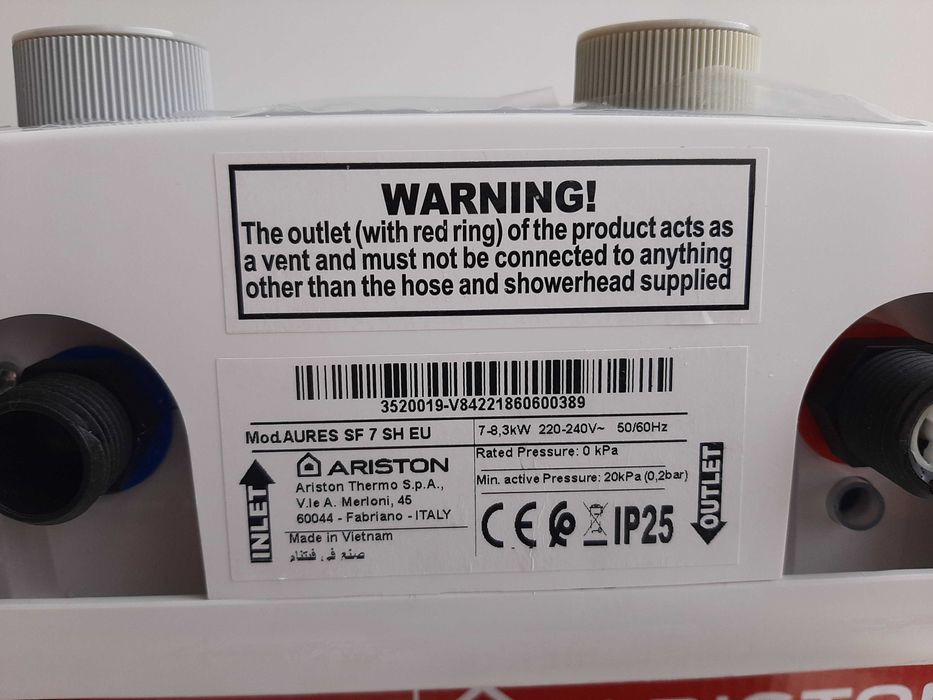 WARNING!
The outlet (with red ring) of the product acts as
a vent and must not be connected to anything
other than the hose and showerhead supplied
3520019-V84221860600389
Mod.AURES SF 7 SH EU
7-8,3kW 220-240V~ 50/60Hz
ARISTON
Ariston Thermo S.p.A.,
V.le A. Merloni, 45
60044 - Fabriano - ITALY
Made in Vietnam
صنع في فيتنام
INLET
Rated Pressure: 0 kPa
Min. active Pressure: 20kPa (0,2bar)
CE IP25
OUTLET